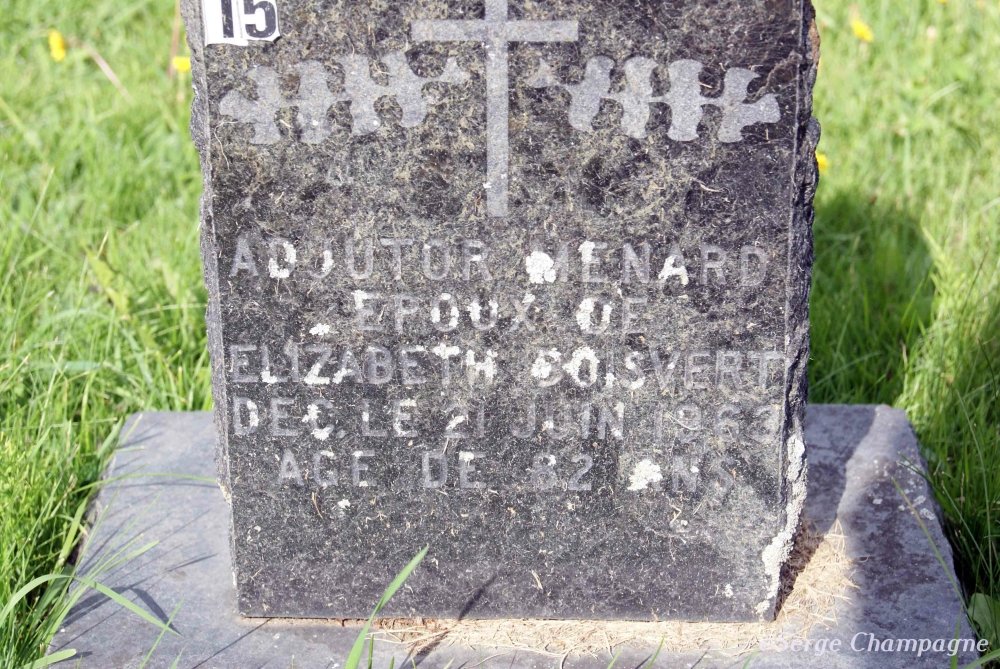 15
ADJUTOR MENARD
EPOUX DE
ELIZABETH BOISVERT
DEC. LE 21 JUIN 1963
AGE DE 82 ANS
©Serge Champagne